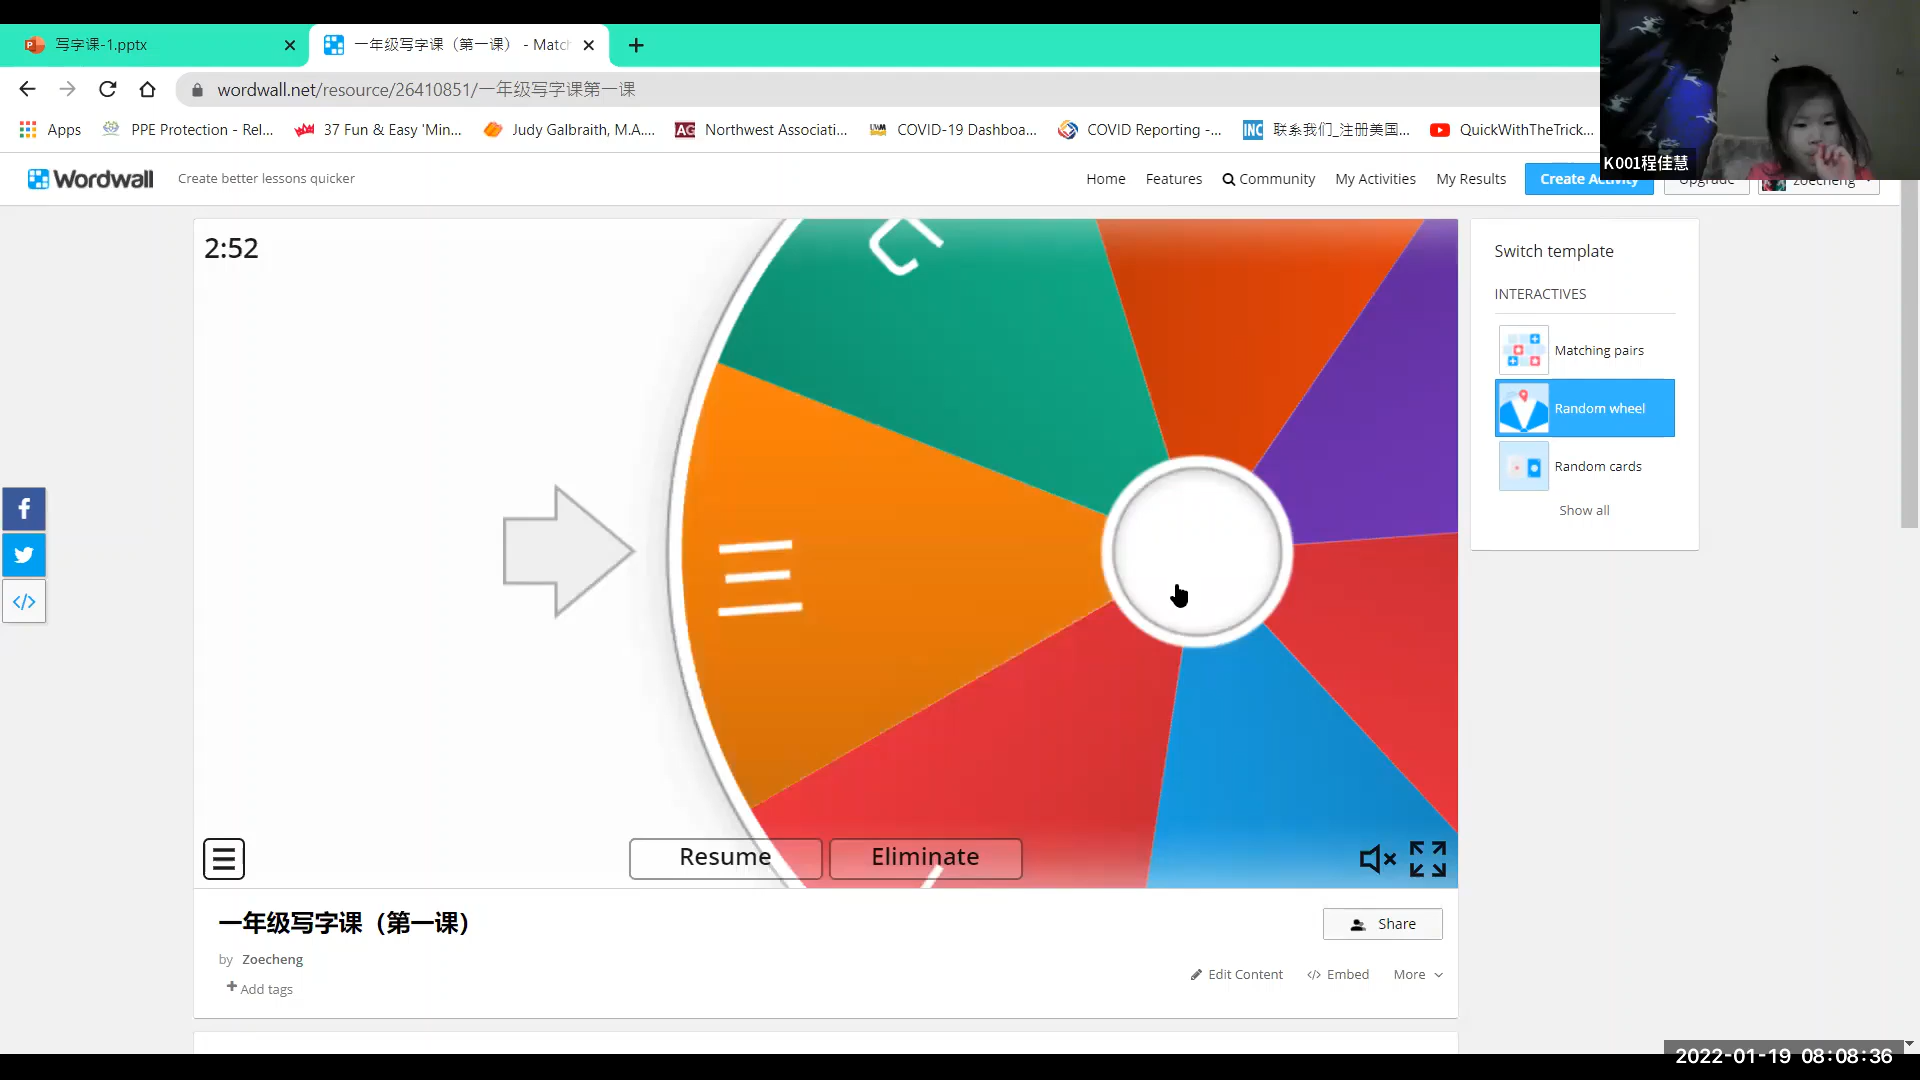 写字课-1.pptx
一年级写字课（第一课） - Matc
wordwall.net/resource/26410851/一年级写字课第一课
Apps
PPE Protection - Rel...
37 Fun & Easy 'Min...
Judy Galbraith, M.A....
AG
Northwest Associati...
COVID-19 Dashboa...
COVID Reporting -...
INC
联系我们_注册美国...
QuickWithTheTrick...
K001程佳慧
Wordwall
Create better lessons quicker
Home
Features
Community
My Activities
My Results
Create Activity
Upgrade
zoecheng
2:52
三
Resume
Eliminate
Switch template
INTERACTIVES
Matching pairs
Random wheel
Random cards
Show all
一年级写字课（第一课）
Share
by Zoecheng
Add tags
Edit Content
</> Embed
More
2022-01-19 08:08:36